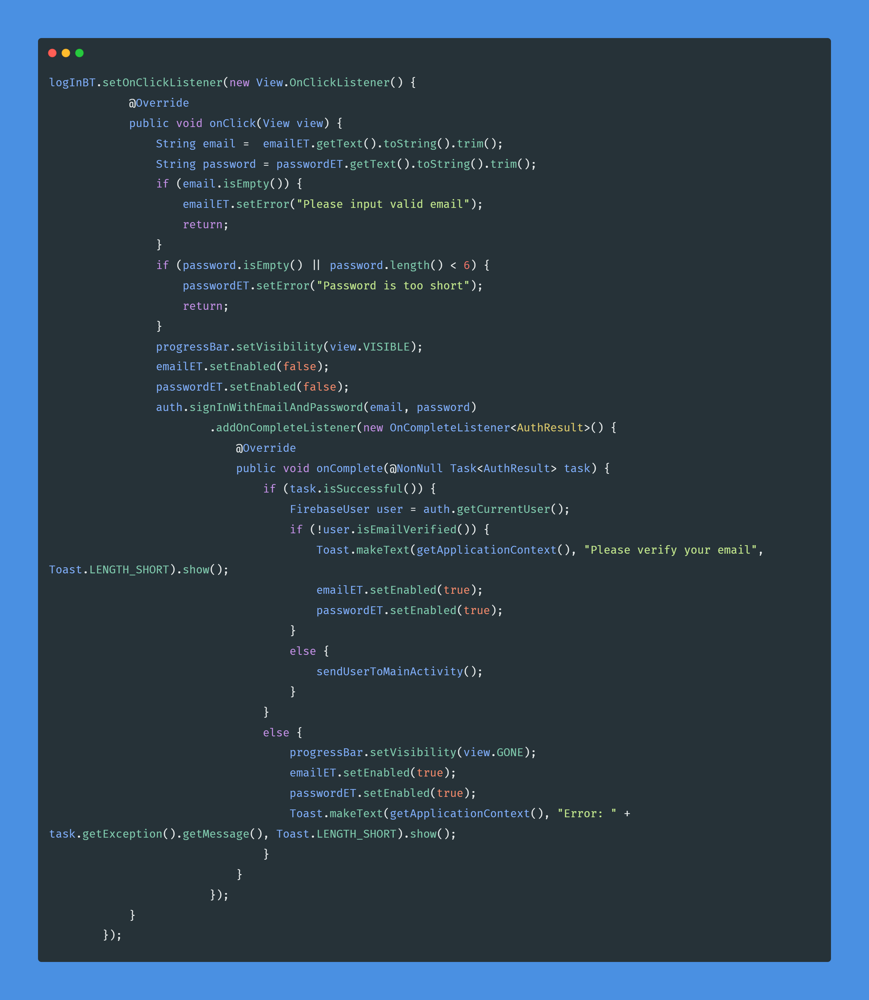 logInBT.setOnClickListener(new View.OnClickListener() {
            @Override
            public void onClick(View view) {
                String email =  emailET.getText().toString().trim();
                String password = passwordET.getText().toString().trim();
                if (email.isEmpty()) {
                    emailET.setError("Please input valid email");
                    return;
                }
                if (password.isEmpty() || password.length() < 6) {
                    passwordET.setError("Password is too short");
                    return;
                }
                progressBar.setVisibility(view.VISIBLE);
                emailET.setEnabled(false);
                passwordET.setEnabled(false);
                auth.signInWithEmailAndPassword(email, password)
                        .addOnCompleteListener(new OnCompleteListener<AuthResult>() {
                            @Override
                            public void onComplete(@NonNull Task<AuthResult> task) {
                                if (task.isSuccessful()) {
                                    FirebaseUser user = auth.getCurrentUser();
                                    if (!user.isEmailVerified()) {
                                        Toast.makeText(getApplicationContext(), "Please verify your email",
Toast.LENGTH_SHORT).show();
                                        emailET.setEnabled(true);
                                        passwordET.setEnabled(true);
                                    }
                                    else {
                                        sendUserToMainActivity();
                                    }
                                }
                                else {
                                    progressBar.setVisibility(view.GONE);
                                    emailET.setEnabled(true);
                                    passwordET.setEnabled(true);
                                    Toast.makeText(getApplicationContext(), "Error: " +
task.getException().getMessage(), Toast.LENGTH_SHORT).show();
                                }
                            }
                        });
            }
        });